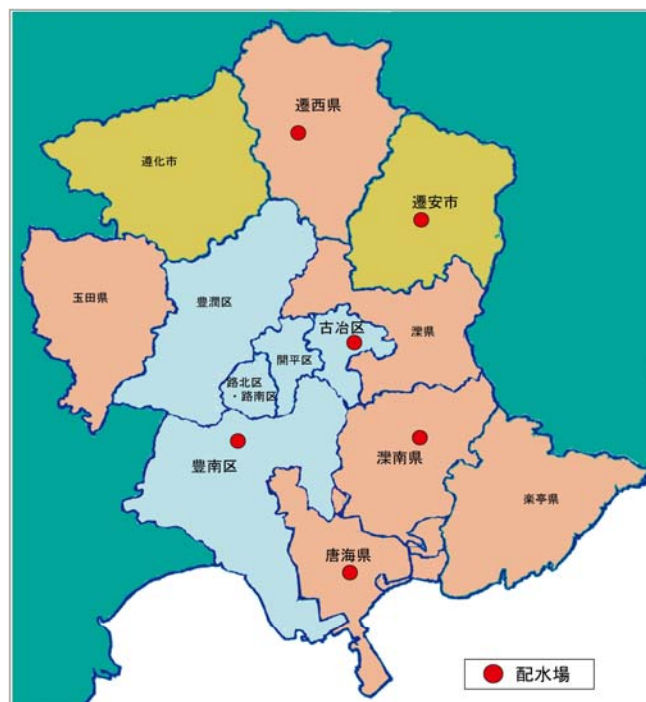 遷西県
遵化市
遷安市
玉田県
豊潤区
古冶区
灤県
開平区
路北区
・路南区
豊南区
灤南県
楽亭県
唐海県
配水場